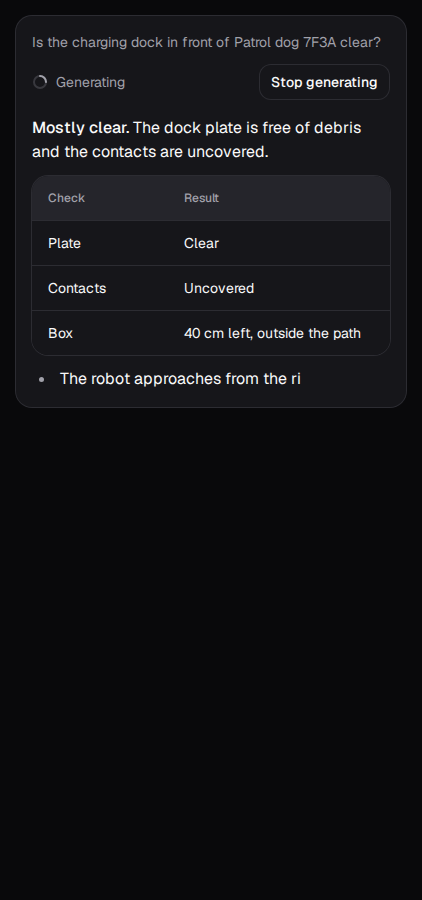 Is the charging dock in front of Patrol dog 7F3A clear?
Generating
Stop generating
Mostly clear. The dock plate is free of debris
and the contacts are uncovered.
Check Result
Plate Clear
Contacts Uncovered
Box 40 cm left, outside the path
• The robot approaches from the ri